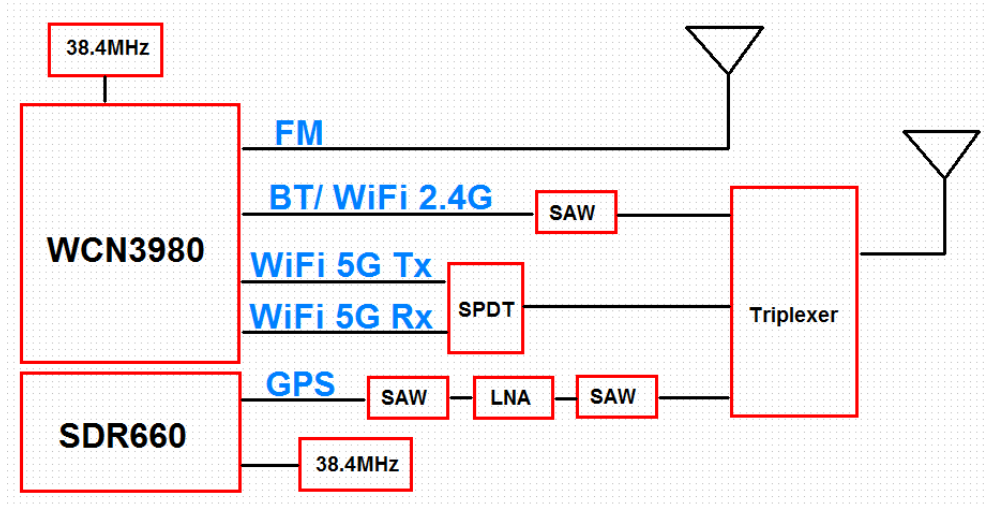 38.4MHz
FM
BT/ WiFi 2.4G
SAW
WCN3980
WiFi 5G Tx
SPDT
WiFi 5G Rx
Triplexer
GPS
SAW
LNA
SAW
SDR660
38.4MHz